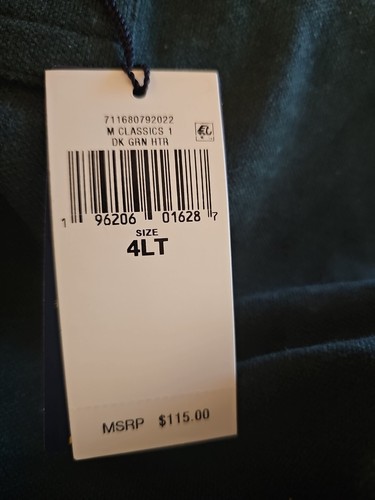 711680792022
M CLASSICS 1
DK GRN HTR
1 96206 01628 7
SIZE
4LT
MSRP $115.00